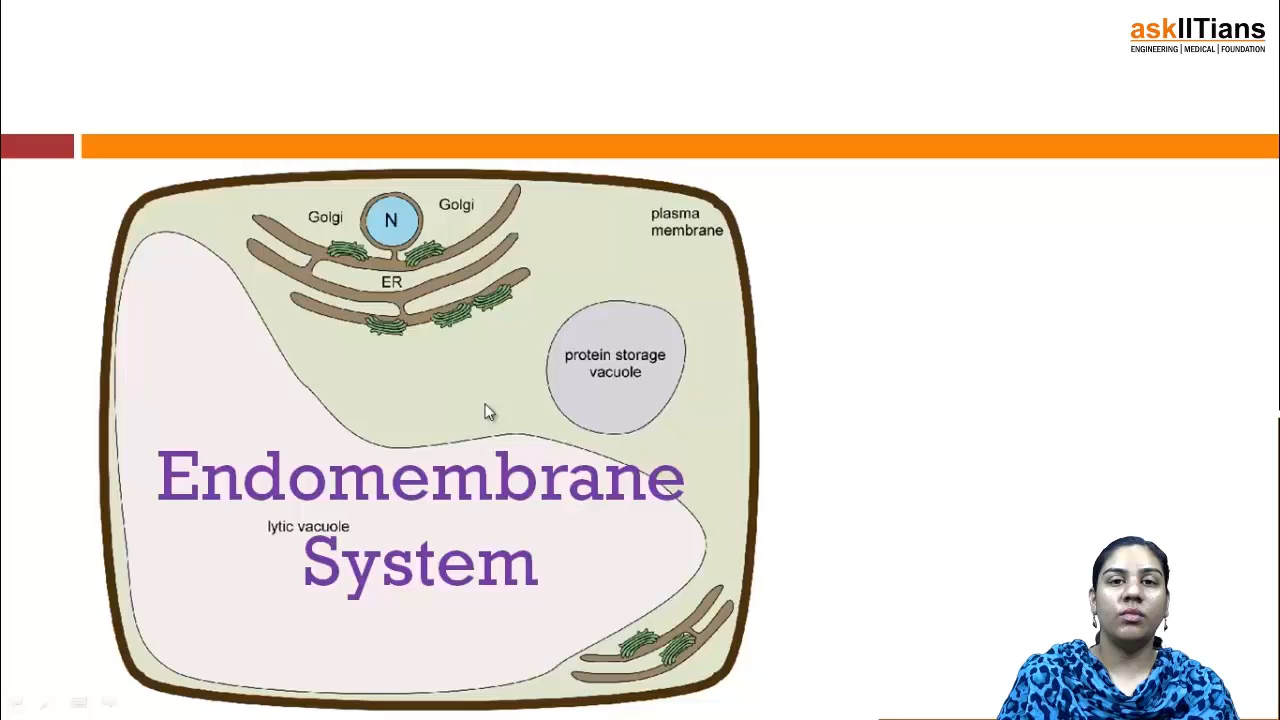 askIITians
ENGINEERING | MEDICAL | FOUNDATION
Golgi
N
Golgi
plasma
membrane
ER
protein storage
vacuole
Endomembrane
lytic vacuole
System